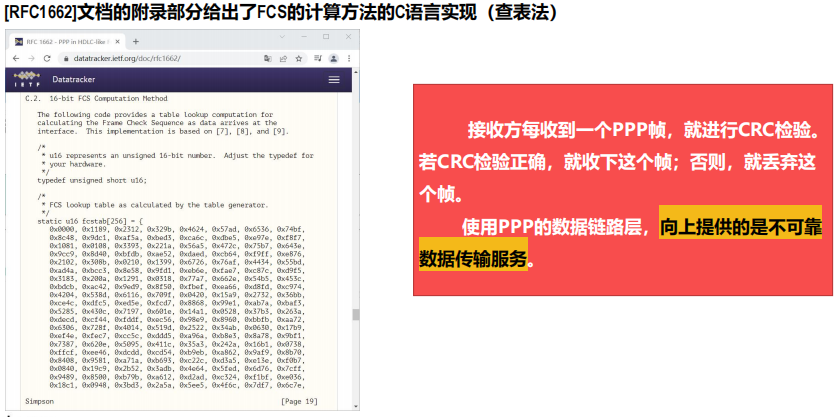 [RFC1662]文档的附录部分给出了FCS的计算方法的C语言实现（查表法）
RFC 1662 - PPP in HDLC-like
datatracker.ietf.org/doc/rfc1662/
IETF
Datatracker
C.2. 16-bit FCS Computation Method
The following code provides a table lookup computation for
calculating the Frame Check Sequence as data arrives at the
interface. This implementation is based on [7], [8], and [9].
/*
* u16 represents an unsigned 16-bit number. Adjust the typedef for
* your hardware.
*/
typedef unsigned short u16;
/*
* FCS lookup table as calculated by the table generator.
*/
static u16 fcstab[256] = {
0x0000, 0x1189, 0x2312, 0x329b, 0x4624, 0x57ad, 0x6536, 0x74bf,
0x8c48, 0x9dc1, 0xaf5a, 0xbed3, 0xca6c, 0xdbe5, 0xe97e, 0xf8f7,
0x1081, 0x0108, 0x3393, 0x221a, 0x56a5, 0x472c, 0x75b7, 0x643e,
0x9cc9, 0x8d40, 0xbfdb, 0xae52, 0xdaed, 0xcb64, 0xf9ff, 0xe876,
0x2102, 0x308b, 0x0210, 0x1399, 0x6726, 0x76af, 0x4434, 0x55bd,
0xad4a, 0xbcc3, 0x8e58, 0x9fd1, 0xeb6e, 0xfae7, 0xc87c, 0xd9f5,
0x3183, 0x200a, 0x1291, 0x0318, 0x77a7, 0x662e, 0x54b5, 0x453c,
0xbdcb, 0xac42, 0x9ed9, 0x8f50, 0xfbef, 0xea66, 0xd8fd, 0xc974,
0x4204, 0x538d, 0x6116, 0x709f, 0x0420, 0x15a9, 0x2732, 0x36bb,
0xce4c, 0xdfc5, 0xed5e, 0xfcd7, 0x8868, 0x99e1, 0xab7a, 0xbaf3,
0x5285, 0x430c, 0x7197, 0x601e, 0x14a1, 0x0528, 0x37b3, 0x263a,
0xdecd, 0xcf44, 0xfddf, 0xec56, 0x98e9, 0x8960, 0xbbfb, 0xaa72,
0x6306, 0x728f, 0x4014, 0x519d, 0x2522, 0x34ab, 0x0630, 0x17b9,
0xef4e, 0xfec7, 0xcc5c, 0xddd5, 0xa96a, 0xb8e3, 0x8a78, 0x9bf1,
0x7387, 0x620e, 0x5095, 0x411c, 0x35a3, 0x242a, 0x16b1, 0x0738,
0xffcf, 0xee46, 0xdcdd, 0xcd54, 0xb9eb, 0xa862, 0x9af9, 0x8b70,
0x8408, 0x9581, 0xa71a, 0xb693, 0xc22c, 0xd3a5, 0xe13e, 0xf0b7,
0x0840, 0x19c9, 0x2b52, 0x3adb, 0x4e64, 0x5fed, 0x6d76, 0x7cff,
0x9489, 0x8500, 0xb79b, 0xa612, 0xd2ad, 0xc324, 0xf1bf, 0xe036,
0x18c1, 0x0948, 0x3bd3, 0x2a5a, 0x5ee5, 0x4f6c, 0x7df7, 0x6c7e,
Simpson [Page 19]
接收方每收到一个PPP帧，就进行CRC检验。
若CRC检验正确，就收下这个帧；否则，就丢弃这
个帧。
使用PPP的数据链路层，向上提供的是不可靠
数据传输服务。